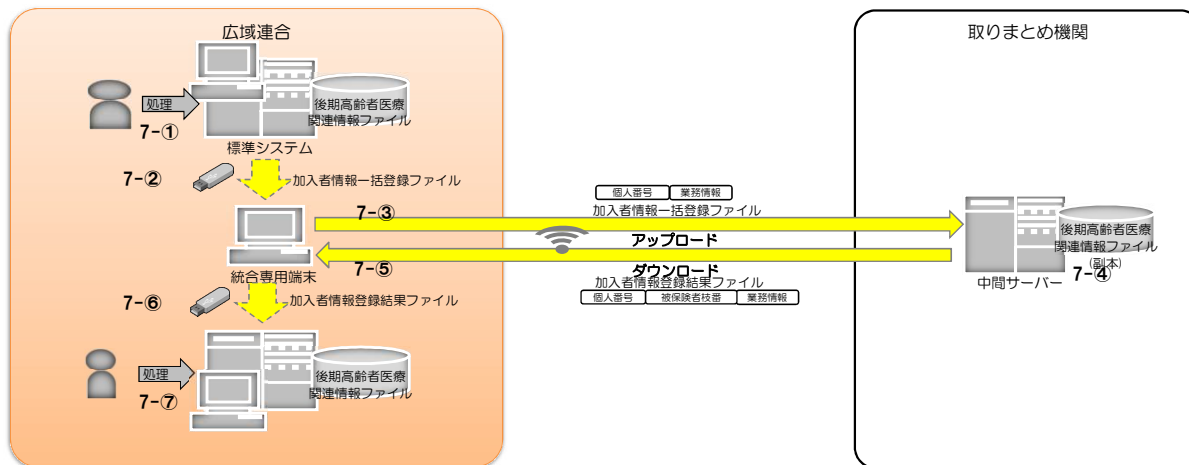 広域連合
処理
7-①
後期高齢者医療
関連情報ファイル
標準システム
7-②
加入者情報一括登録ファイル
7-③
個人番号
業務情報
加入者情報一括登録ファイル
アップロード
統合専用端末
7-⑤
ダウンロード
加入者情報登録結果ファイル
個人番号
被保険者枝番
業務情報
7-⑥
加入者情報登録結果ファイル
処理
7-⑦
後期高齢者医療
関連情報ファイル
取りまとめ機関
後期高齢者医療
関連情報ファイル
(副本)
7-④
中間サーバー